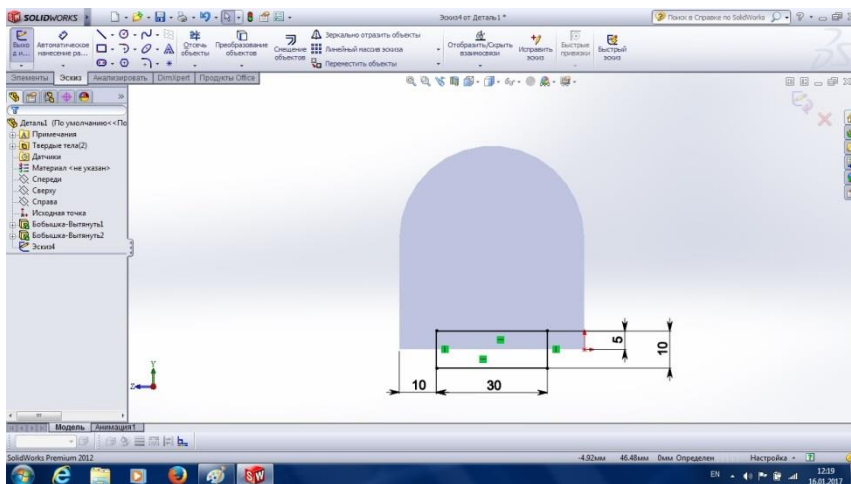 SOLIDWORKS
Эскиз4 от Деталь1 *
Поиск в Справке по SolidWorks
Автоматическое нанесение ра...
Отсечь объекты
Преобразование объектов
Смещение объектов
Зеркально отразить объекты
Линейный массив эскиза
Переместить объекты
Отобразить/Скрыть взаимосвязи
Исправить эскиз
Быстрые привязки
Быстрый эскиз
Элементы
Эскиз
Анализировать
DimXpert
Продукты Office
Деталь1 (По умолчанию<<По
Примечания
Твердые тела(2)
Датчики
Материал <не указан>
Спереди
Сверху
Справа
Исходная точка
Бобышка-Вытянуть1
Бобышка-Вытянуть2
Эскиз4
5
10
10
30
Y
Z
Модель
Анимация1
SolidWorks Premium 2012
-4.92мм
46.48мм
0мм
Определен
Настройка
EN
12:19
16.01.2017